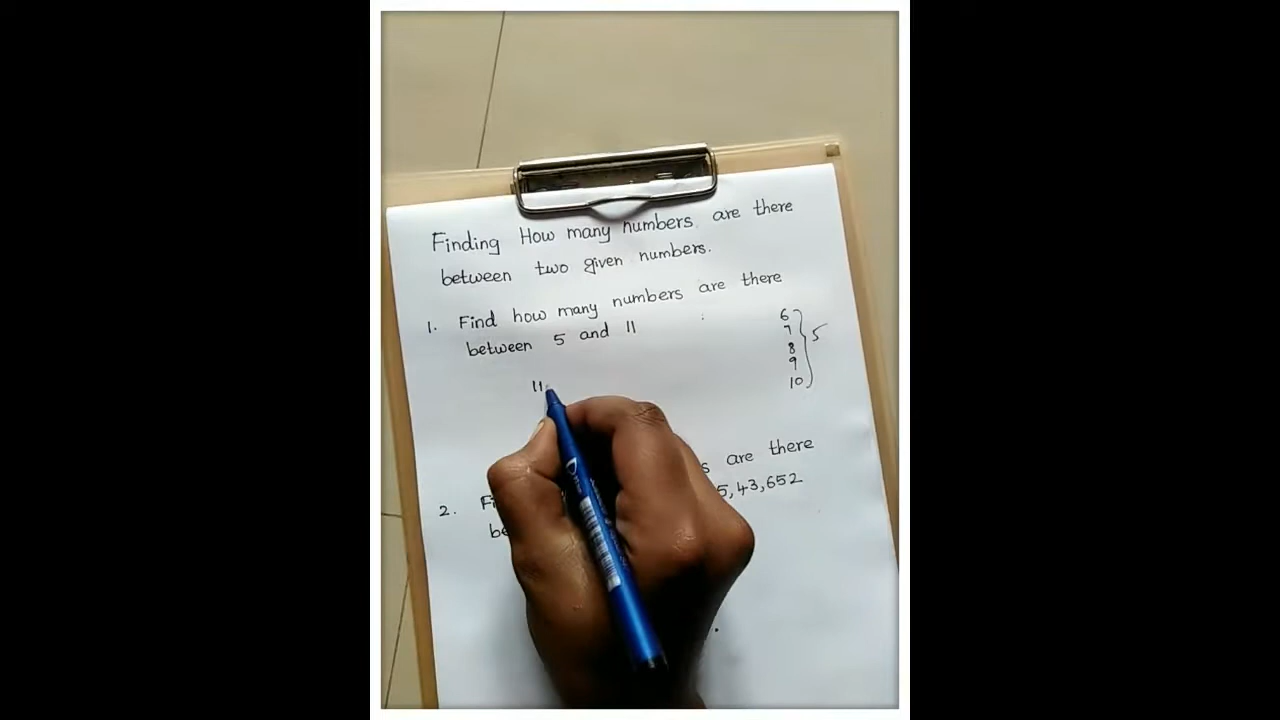 Finding How many numbers are there
between two given numbers.
1. Find how many numbers are there
between 5 and 11
6
7
8
9
10
5
11
are there
2.
5,43,652